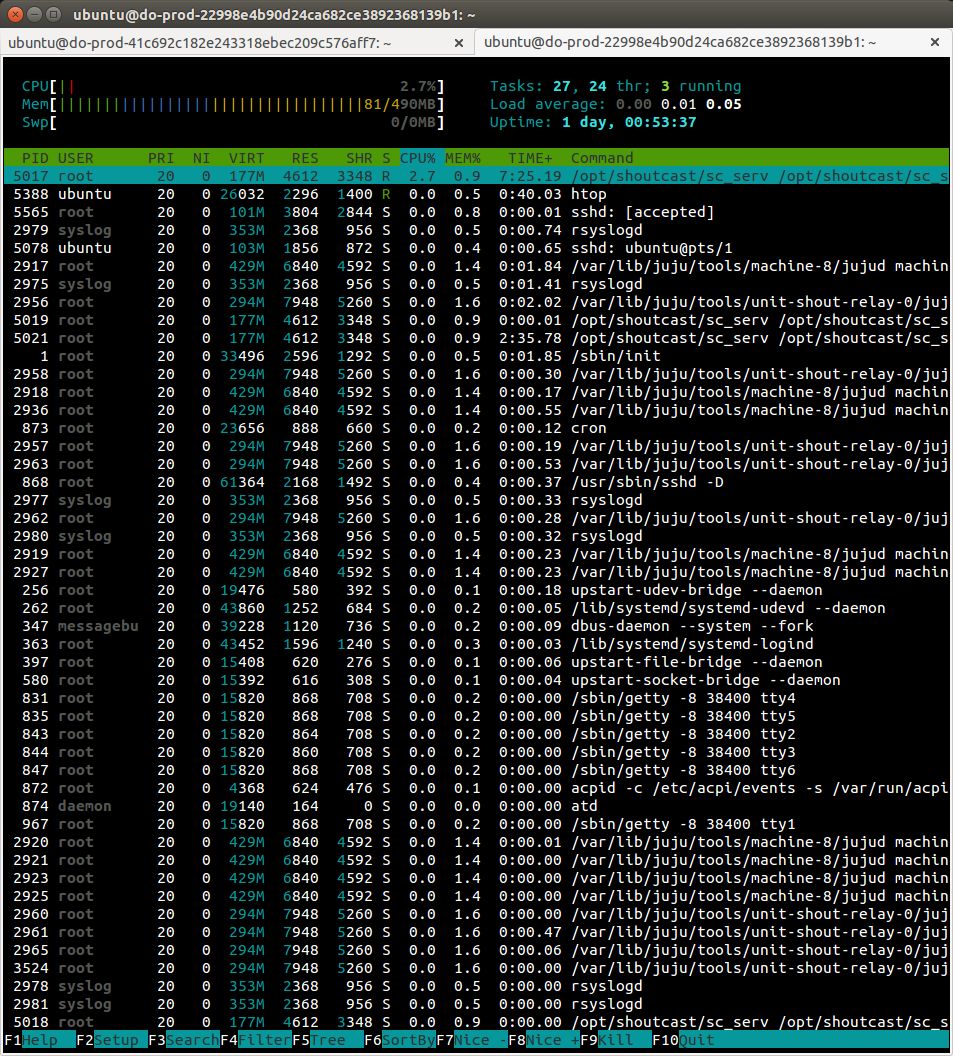 ubuntu@do-prod-22998e4b90d24ca682ce3892368139b1: ~
ubuntu@do-prod-41c692c182e243318ebec209c576aff7: ~ × ubuntu@do-prod-22998e4b90d24ca682ce3892368139b1: ~ ×
CPU[|| 2.7%] Tasks: 27, 24 thr; 3 running
Mem[||||||||||||||||||||||||||||||||||81/490MB] Load average: 0.00 0.01 0.05
Swp[ 0/0MB] Uptime: 1 day, 00:53:37
PID USER PRI NI VIRT RES SHR S CPU% MEM% TIME+ Command
5017 root 20 0 177M 4612 3348 R 2.7 0.9 7:25.19 /opt/shoutcast/sc_serv /opt/shoutcast/sc_s
5388 ubuntu 20 0 26032 2296 1400 R 0.0 0.5 0:40.03 htop
5565 root 20 0 101M 3804 2844 S 0.0 0.8 0:00.01 sshd: [accepted]
2979 syslog 20 0 353M 2368 956 S 0.0 0.5 0:00.74 rsyslogd
5078 ubuntu 20 0 103M 1856 872 S 0.0 0.4 0:00.65 sshd: ubuntu@pts/1
2917 root 20 0 429M 6840 4592 S 0.0 1.4 0:01.84 /var/lib/juju/tools/machine-8/jujud machin
2975 syslog 20 0 353M 2368 956 S 0.0 0.5 0:01.41 rsyslogd
2956 root 20 0 294M 7948 5260 S 0.0 1.6 0:02.02 /var/lib/juju/tools/unit-shout-relay-0/juj
5019 root 20 0 177M 4612 3348 S 0.0 0.9 0:00.01 /opt/shoutcast/sc_serv /opt/shoutcast/sc_s
5021 root 20 0 177M 4612 3348 S 0.0 0.9 2:35.78 /opt/shoutcast/sc_serv /opt/shoutcast/sc_s
1 root 20 0 33496 2596 1292 S 0.0 0.5 0:01.85 /sbin/init
2958 root 20 0 294M 7948 5260 S 0.0 1.6 0:00.30 /var/lib/juju/tools/unit-shout-relay-0/juj
2918 root 20 0 429M 6840 4592 S 0.0 1.4 0:00.17 /var/lib/juju/tools/machine-8/jujud machin
2936 root 20 0 429M 6840 4592 S 0.0 1.4 0:00.55 /var/lib/juju/tools/machine-8/jujud machin
873 root 20 0 23656 888 660 S 0.0 0.2 0:00.12 cron
2957 root 20 0 294M 7948 5260 S 0.0 1.6 0:00.19 /var/lib/juju/tools/unit-shout-relay-0/juj
2963 root 20 0 294M 7948 5260 S 0.0 1.6 0:00.53 /var/lib/juju/tools/unit-shout-relay-0/juj
868 root 20 0 61364 2168 1492 S 0.0 0.4 0:00.37 /usr/sbin/sshd -D
2977 syslog 20 0 353M 2368 956 S 0.0 0.5 0:00.33 rsyslogd
2962 root 20 0 294M 7948 5260 S 0.0 1.6 0:00.28 /var/lib/juju/tools/unit-shout-relay-0/juj
2980 syslog 20 0 353M 2368 956 S 0.0 0.5 0:00.32 rsyslogd
2919 root 20 0 429M 6840 4592 S 0.0 1.4 0:00.23 /var/lib/juju/tools/machine-8/jujud machin
2927 root 20 0 429M 6840 4592 S 0.0 1.4 0:00.23 /var/lib/juju/tools/machine-8/jujud machin
256 root 20 0 19476 580 392 S 0.0 0.1 0:00.18 upstart-udev-bridge --daemon
262 root 20 0 43860 1252 684 S 0.0 0.2 0:00.05 /lib/systemd/systemd-udevd --daemon
347 messagebu 20 0 39228 1120 736 S 0.0 0.2 0:00.09 dbus-daemon --system --fork
363 root 20 0 43452 1596 1240 S 0.0 0.3 0:00.03 /lib/systemd/systemd-logind
397 root 20 0 15408 620 276 S 0.0 0.1 0:00.06 upstart-file-bridge --daemon
580 root 20 0 15392 616 308 S 0.0 0.1 0:00.04 upstart-socket-bridge --daemon
831 root 20 0 15820 868 708 S 0.0 0.2 0:00.00 /sbin/getty -8 38400 tty4
835 root 20 0 15820 868 708 S 0.0 0.2 0:00.00 /sbin/getty -8 38400 tty5
843 root 20 0 15820 864 708 S 0.0 0.2 0:00.00 /sbin/getty -8 38400 tty2
844 root 20 0 15820 860 708 S 0.0 0.2 0:00.00 /sbin/getty -8 38400 tty3
847 root 20 0 15820 868 708 S 0.0 0.2 0:00.00 /sbin/getty -8 38400 tty6
872 root 20 0 4368 624 476 S 0.0 0.1 0:00.00 acpid -c /etc/acpi/events -s /var/run/acpi
874 daemon 20 0 19140 164 0 S 0.0 0.0 0:00.00 atd
967 root 20 0 15820 868 708 S 0.0 0.2 0:00.00 /sbin/getty -8 38400 tty1
2920 root 20 0 429M 6840 4592 S 0.0 1.4 0:00.01 /var/lib/juju/tools/machine-8/jujud machin
2921 root 20 0 429M 6840 4592 S 0.0 1.4 0:00.00 /var/lib/juju/tools/machine-8/jujud machin
2923 root 20 0 429M 6840 4592 S 0.0 1.4 0:00.00 /var/lib/juju/tools/machine-8/jujud machin
2925 root 20 0 429M 6840 4592 S 0.0 1.4 0:00.00 /var/lib/juju/tools/machine-8/jujud machin
2960 root 20 0 294M 7948 5260 S 0.0 1.6 0:00.00 /var/lib/juju/tools/unit-shout-relay-0/juj
2961 root 20 0 294M 7948 5260 S 0.0 1.6 0:00.47 /var/lib/juju/tools/unit-shout-relay-0/juj
2965 root 20 0 294M 7948 5260 S 0.0 1.6 0:00.06 /var/lib/juju/tools/unit-shout-relay-0/juj
3524 root 20 0 294M 7948 5260 S 0.0 1.6 0:00.00 /var/lib/juju/tools/unit-shout-relay-0/juj
2978 syslog 20 0 353M 2368 956 S 0.0 0.5 0:00.00 rsyslogd
2981 syslog 20 0 353M 2368 956 S 0.0 0.5 0:00.00 rsyslogd
5018 root 20 0 177M 4612 3348 S 0.0 0.9 0:00.00 /opt/shoutcast/sc_serv /opt/shoutcast/sc_s
F1Help F2Setup F3SearchF4FilterF5Tree F6SortByF7Nice -F8Nice +F9Kill F10Quit